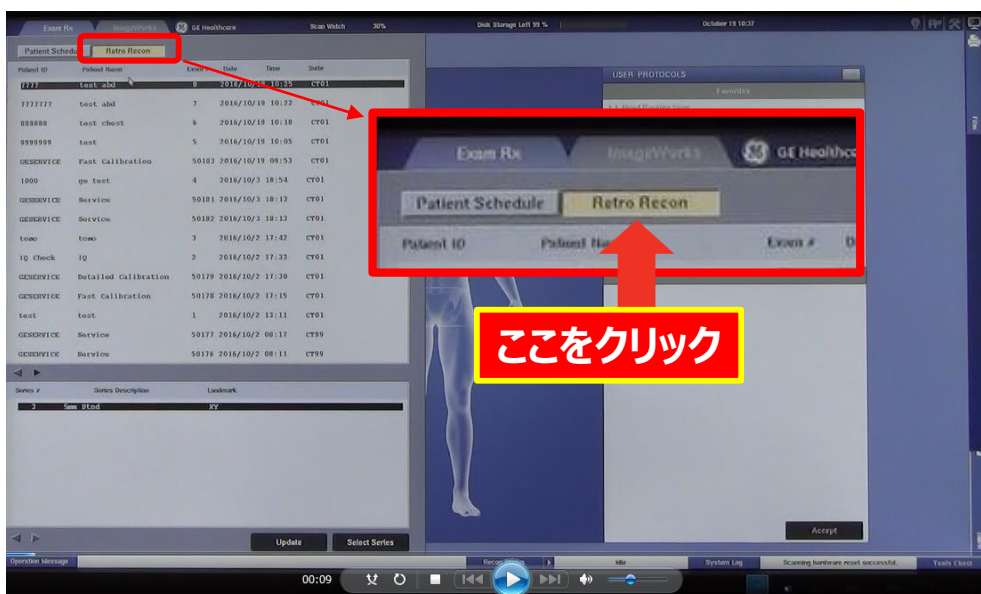 Exam Rx ImageWorks GE Healthcare Scan Watch 30% Disk Storage Left 99 % October 19 10:37
Patient Schedule Retro Recon
Patient ID Patient Name Exam # Date Time Suite
7777 test abd 8 2016/10/19 10:25 CT01
7777777 test abd 7 2016/10/19 10:22 CT01
888888 test chest 6 2016/10/19 10:18 CT01
9999999 test 5 2016/10/19 10:05 CT01
GESERVICE Fast Calibration 50183 2016/10/19 09:53 CT01
1000 qa test 4 2016/10/3 18:54 CT01
GESERVICE Service 50181 2016/10/3 18:12 CT01
GESERVICE Service 50182 2016/10/3 18:13 CT01
tomo tomo 3 2016/10/2 17:42 CT01
IQ Check IQ 2 2016/10/2 17:33 CT01
GESERVICE Detailed Calibration 50179 2016/10/2 17:30 CT01
GESERVICE Fast Calibration 50178 2016/10/2 17:15 CT01
test test 1 2016/10/2 13:11 CT01
GESERVICE Service 50177 2016/10/2 08:17 CT99
GESERVICE Service 50176 2016/10/2 08:11 CT99
Series # Series Description Landmark
3 5mm Stnd XY
Update Select Series
USER PROTOCOLS
Favorites
Film
Exam Rx ImageWorks GE Healthca
Patient Schedule Retro Recon
Patient ID Patient Na Exam # D
ここをクリック
Accept
Operation Message Idle System Log Scanning hardware reset successful. Tools Chest
00:09